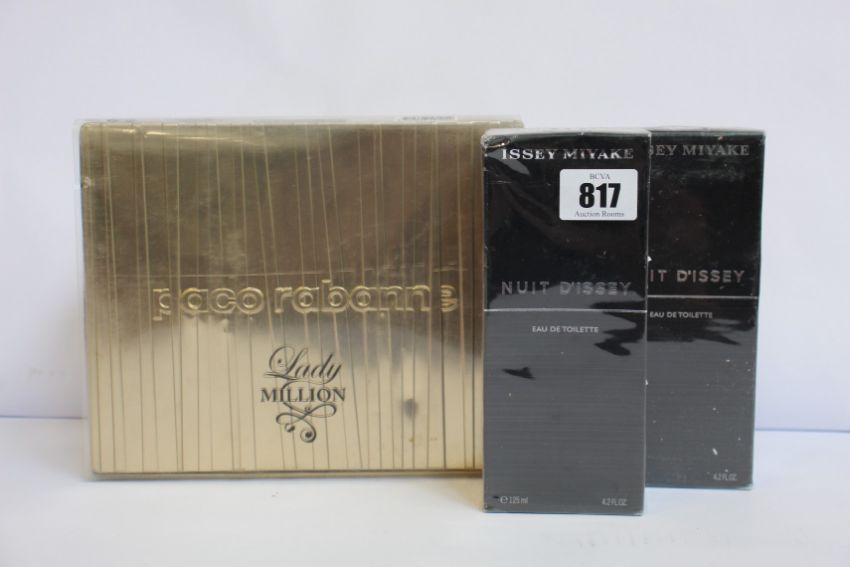 paco rabanne
Lady
MILLION
ISSEY MIYAKE
BCVA
817
Auction Rooms
NUIT D'ISSEY
EAU DE TOILETTE
℮ 125 ml 4.2 FL.OZ
SEY MIYAKE
IT D'ISSEY
EAU DE TOILETTE
4.2 FL.OZ